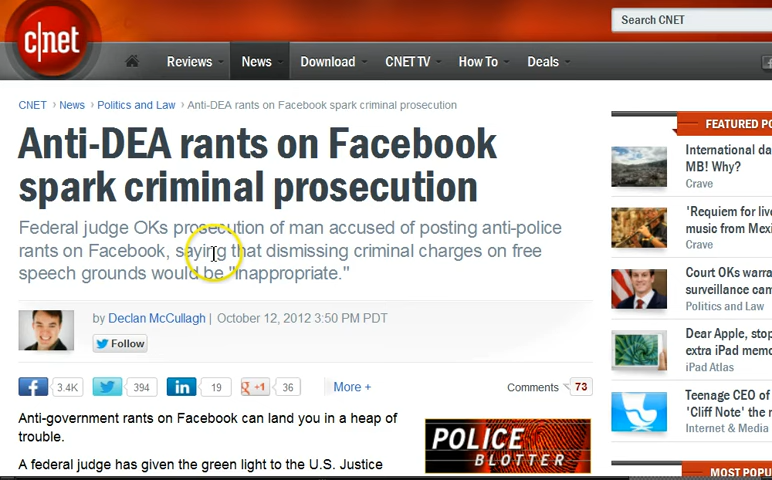 c|net
Search CNET
Reviews
News
Download
CNET TV
How To
Deals
CNET › News › Politics and Law › Anti-DEA rants on Facebook spark criminal prosecution
Anti-DEA rants on Facebook
spark criminal prosecution
Federal judge OKs prosecution of man accused of posting anti-police
rants on Facebook, saying that dismissing criminal charges on free
speech grounds would be "inappropriate."
by Declan McCullagh | October 12, 2012 3:50 PM PDT
Follow
f 3.4K
394
in 19
g+1 36
More +
Comments 73
Anti-government rants on Facebook can land you in a heap of
trouble.
A federal judge has given the green light to the U.S. Justice
POLICE
BLOTTER
FEATURED PO
International da
MB! Why?
Crave
'Requiem for live
music from Mexi
Crave
Court OKs warra
surveillance cam
Politics and Law
Dear Apple, stop
extra iPad memo
iPad Atlas
Teenage CEO of
'Cliff Note' the r
Internet & Media
MOST POPU